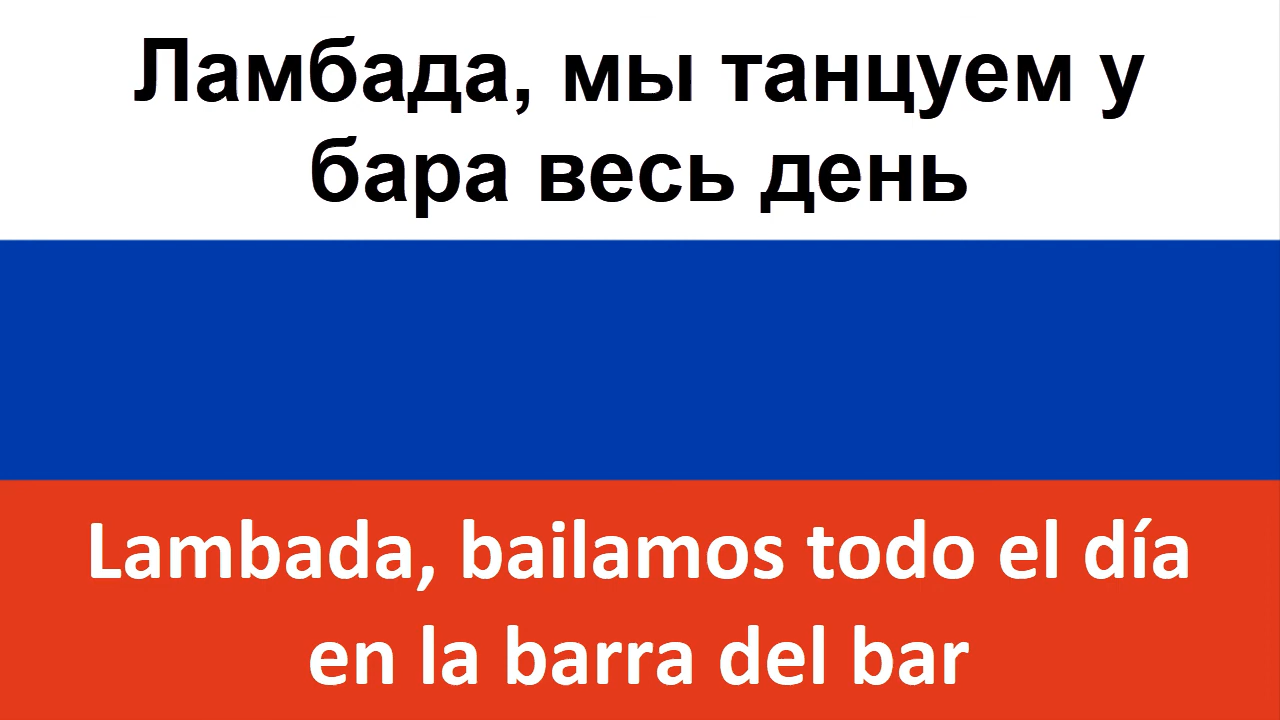 Ламбада, мы танцуем у
бара весь день
Lambada, bailamos todo el día
en la barra del bar